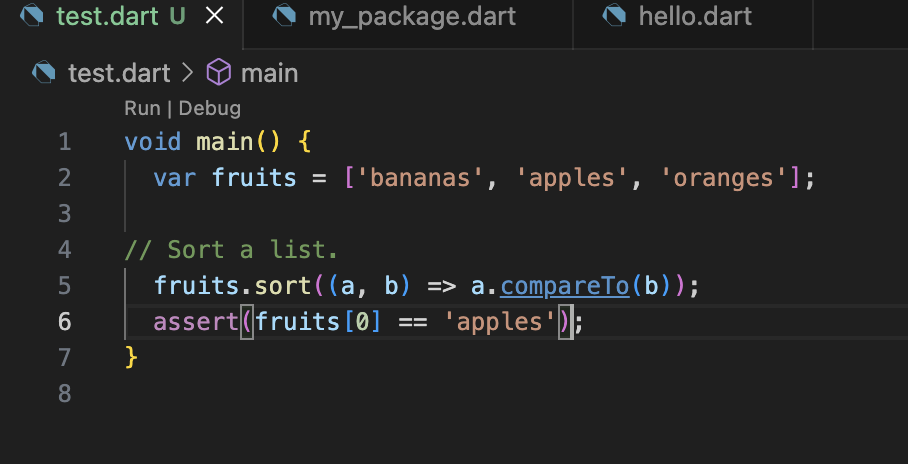 test.dart U
my_package.dart
hello.dart
test.dart > main
Run | Debug
1 void main() {
2   var fruits = ['bananas', 'apples', 'oranges'];
3
4 // Sort a list.
5   fruits.sort((a, b) => a.compareTo(b));
6   assert(fruits[0] == 'apples');
7 }
8